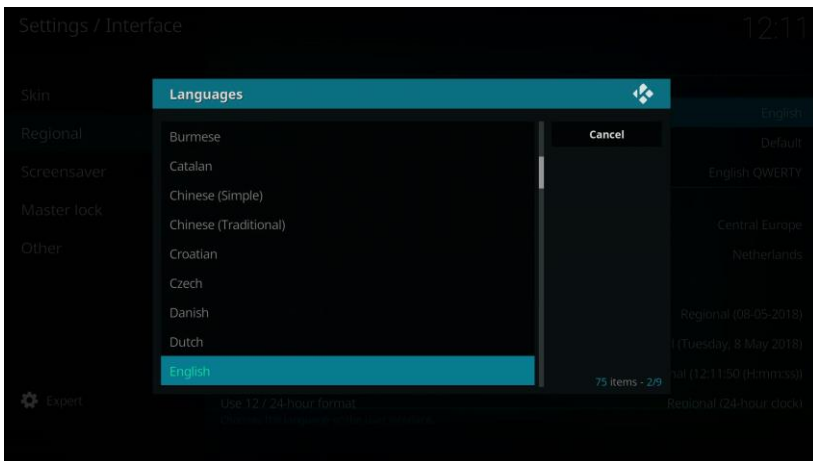 Settings / Interface
12:11
Skin
Regional
Screensaver
Master lock
Other
Expert
Languages
Burmese
Catalan
Chinese (Simple)
Chinese (Traditional)
Croatian
Czech
Danish
Dutch
English
Cancel
75 items - 2/9
English
Default
English QWERTY
Central Europe
Netherlands
Regional (08-05-2018)
(Tuesday, 8 May 2018)
(12:11:50 (H:mm:ss))
Use 12 / 24-hour format
Regional (24-hour clock)